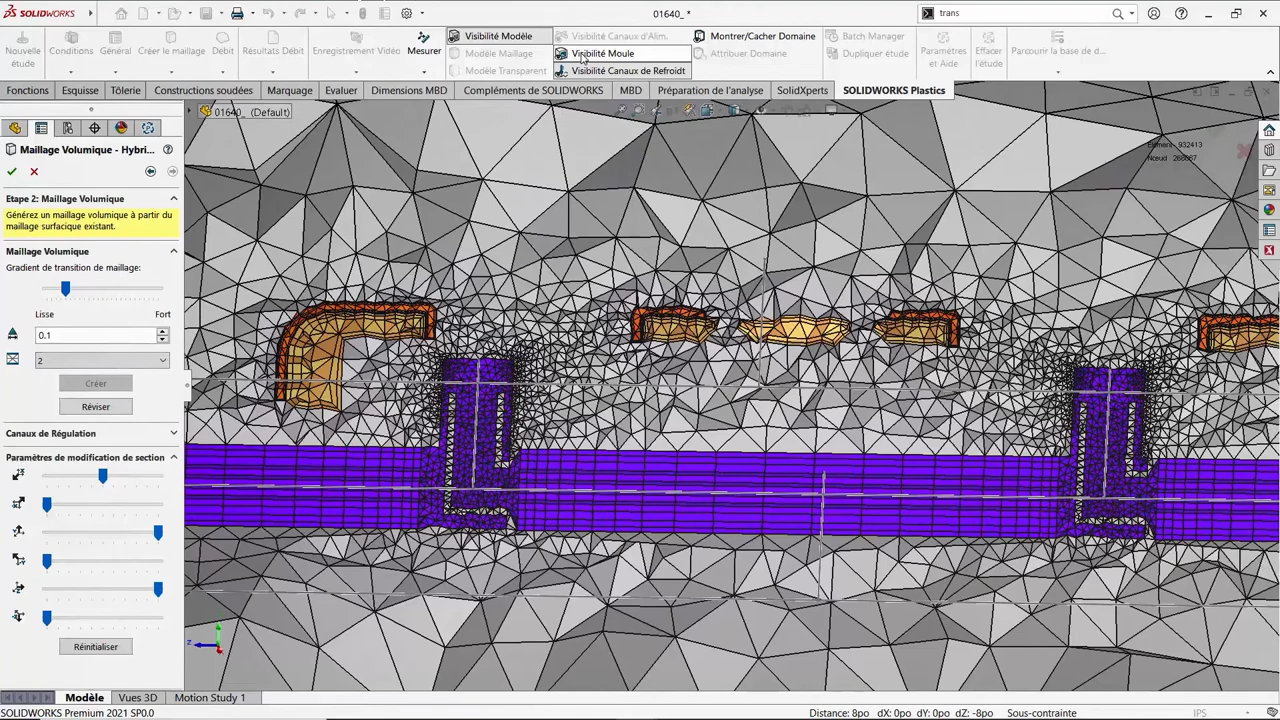 SOLIDWORKS
01640_ *
trans
Nouvelle étude
Conditions
Général
Créer le maillage
Débit
Résultats Débit
Enregistrement Vidéo
Mesurer
Visibilité Modèle
Modèle Maillage
Modèle Transparent
Visibilité Canaux d'Alim.
Visibilité Moule
Visibilité Canaux de Refroidt
Montrer/Cacher Domaine
Attribuer Domaine
Batch Manager
Dupliquer étude
Paramètres et Aide
Effacer l'étude
Parcourir la base de d...
Fonctions
Esquisse
Tôlerie
Constructions soudées
Marquage
Evaluer
Dimensions MBD
Compléments de SOLIDWORKS
MBD
Préparation de l'analyse
SolidXperts
SOLIDWORKS Plastics
01640_ (Default)
Maillage Volumique - Hybri...
Etape 2: Maillage Volumique
Générez un maillage volumique à partir du
maillage surfacique existant.
Maillage Volumique
Gradient de transition de maillage:
Lisse
Fort
0.1
2
Créer
Réviser
Canaux de Régulation
Paramètres de modification de section
Réinitialiser
Elément : 932413
Nœud : 266667
z
Modèle
Vues 3D
Motion Study 1
SOLIDWORKS Premium 2021 SP0.0
Distance: 8po dX: 0po dY: 0po dZ: -8po
Sous-contrainte
IPS